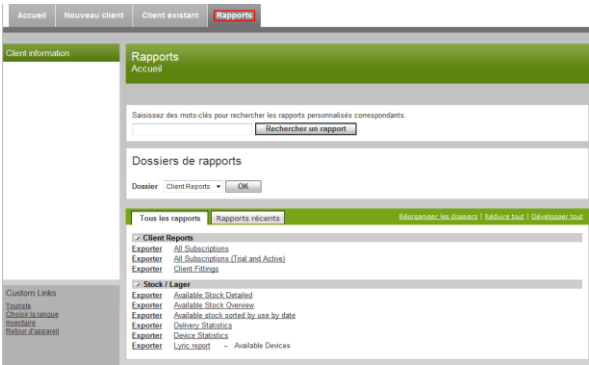 Accueil Nouveau client Client existant Rapports
Client information
Rapports
Accueil
Saisissez des mots-clés pour rechercher les rapports personnalisés correspondants.
Rechercher un rapport
Dossiers de rapports
Dossier Client Reports OK
Tous les rapports Rapports récents Réorganiser les dossiers | Réduire tout | Développer tout
Client Reports
Exporter All Subscriptions
Exporter All Subscriptions (Trial and Active)
Exporter Client Fittings
Stock / Lager
Exporter Available Stock Detailed
Exporter Available Stock Overview
Exporter Available stock sorted by use by date
Exporter Delivery Statistics
Exporter Device Statistics
Exporter Lyric report – Available Devices
Custom Links
Touriste
Choisir la langue
Inventaire
Retour d'appareil